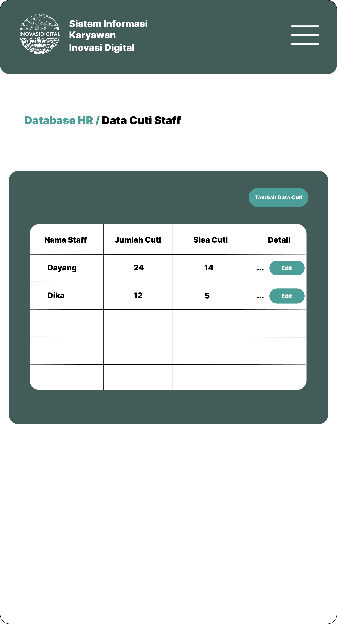 INOVASIDIGITAL
Sistem Informasi
Karyawan
Inovasi Digital
Database HR / Data Cuti Staff
Tambah Data Cuti
Nama Staff Jumlah Cuti Sisa Cuti Detail
Dayang 24 14 ... Edit
Dika 12 5 ... Edit